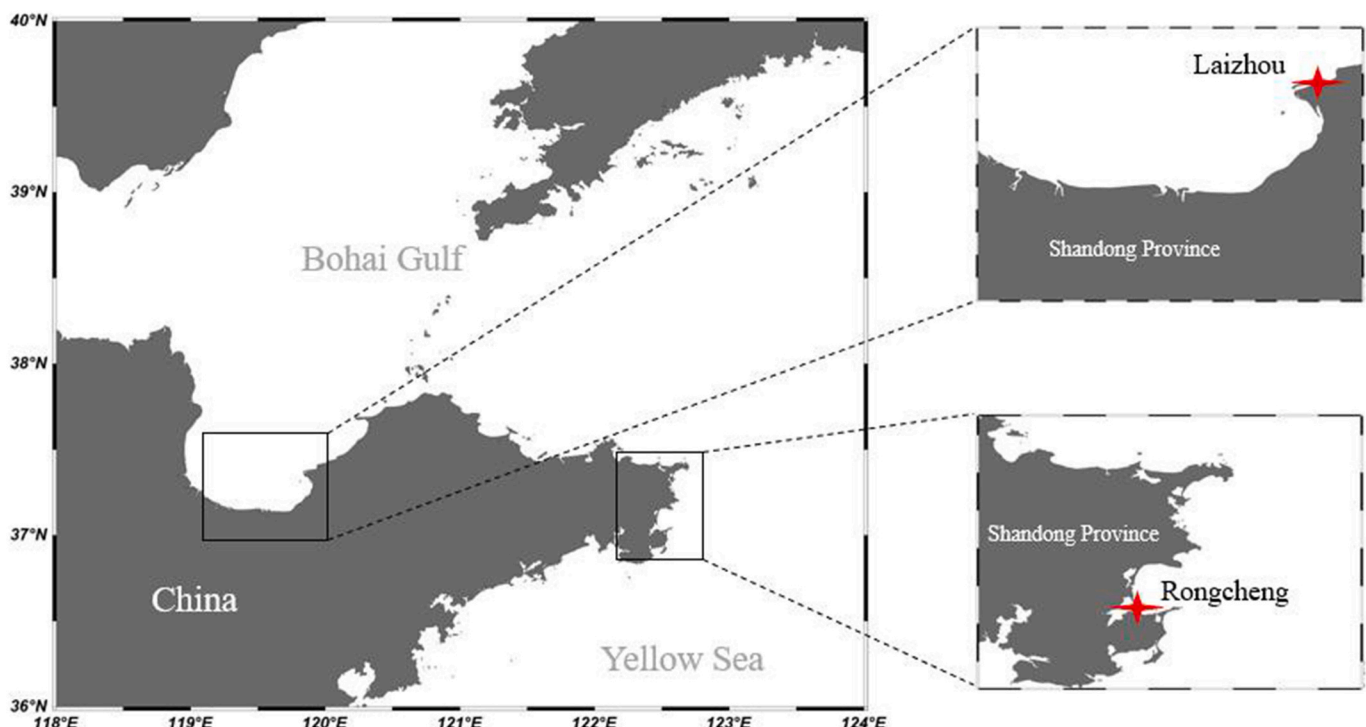 40°N
39°N
38°N
37°N
36°N
118°E
119°E
120°E
121°E
122°E
123°E
124°E
Bohai Gulf
China
Yellow Sea
Laizhou
Shandong Province
Shandong Province
Rongcheng